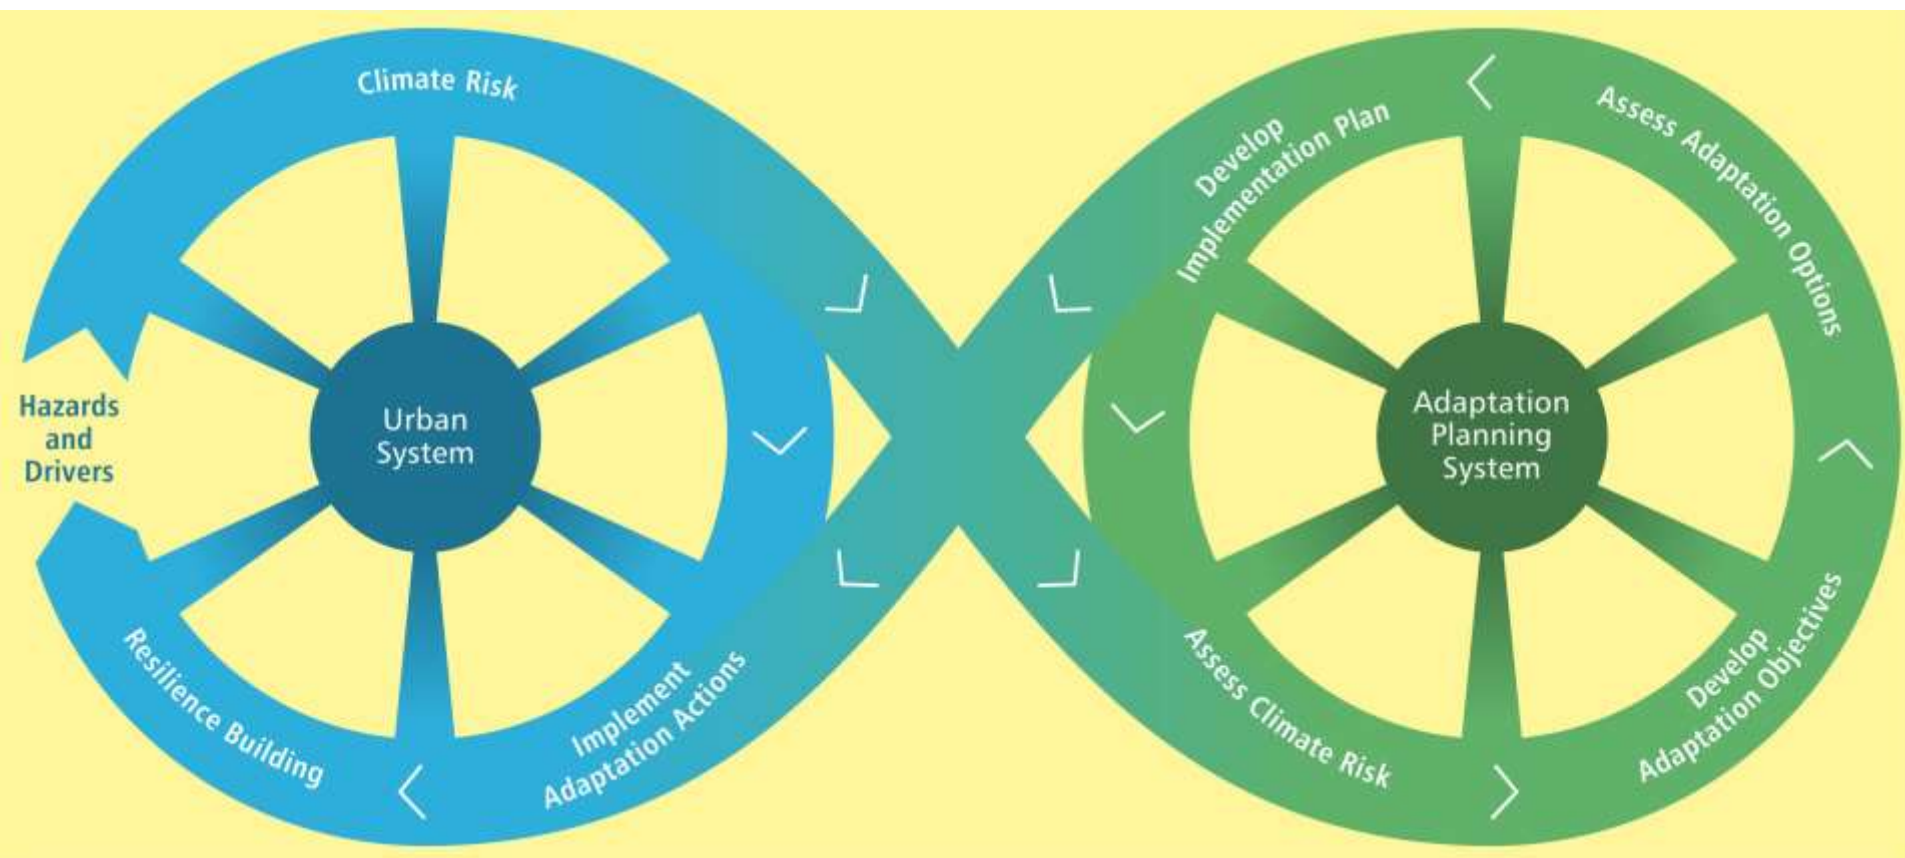 Climate Risk
Hazards
and
Drivers
Urban
System
Resilience Building
Implement
Adaptation Actions
Develop
Implementation Plan
Assess Adaptation Options
Adaptation
Planning
System
Assess Climate Risk
Develop
Adaptation Objectives